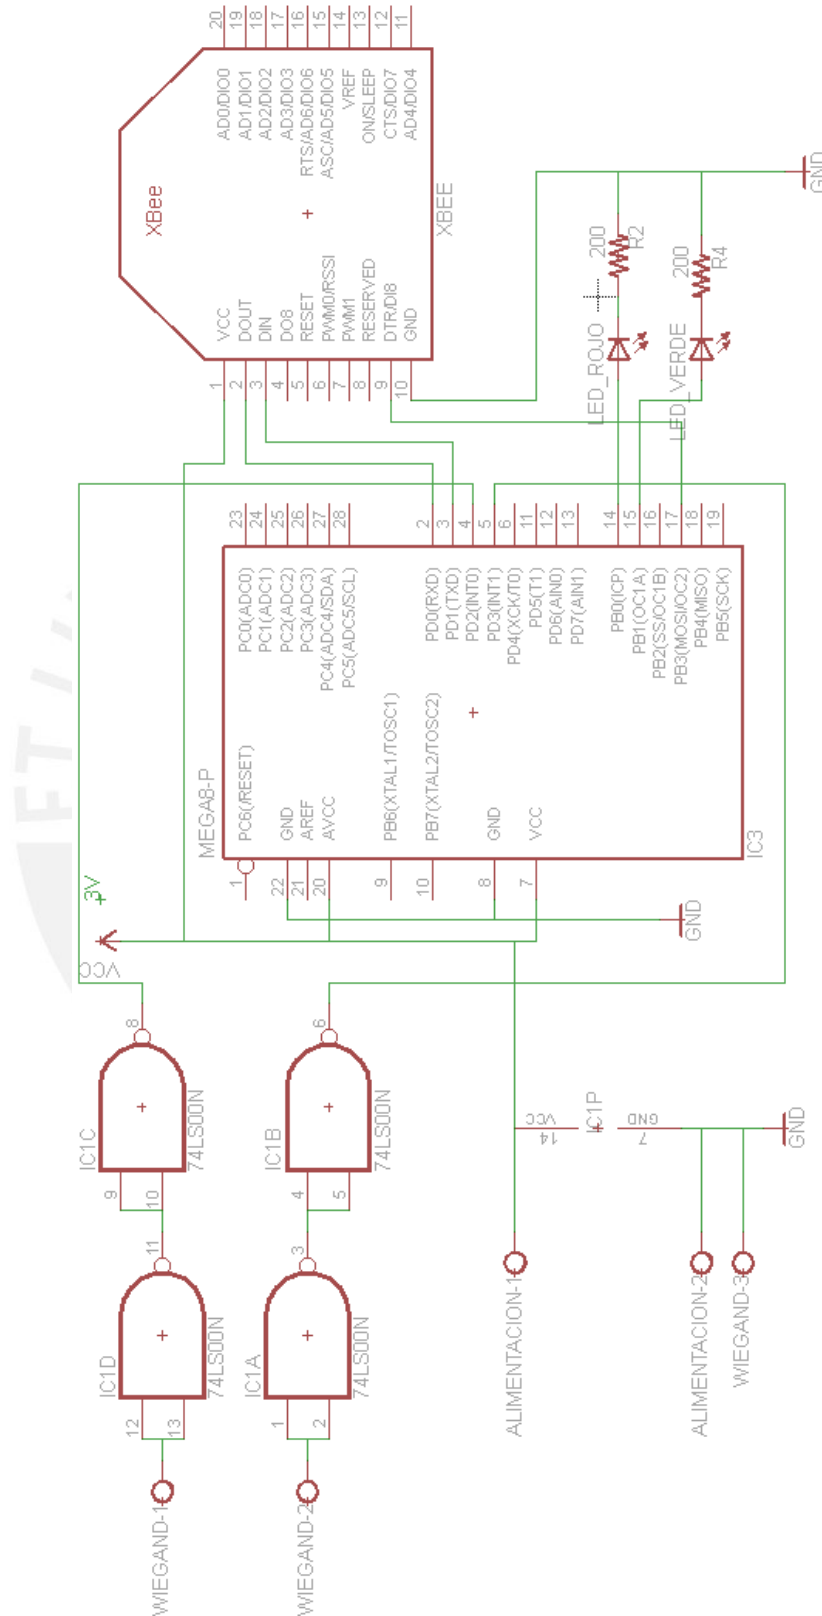 20
19
18
17
16
15
14
13
12
11
AD0/DIO0
AD1/DIO1
AD2/DIO2
AD3/DIO3
RTS/AD6/DIO6
ASC/AD5/DIO5
VREF
ON/SLEEP
CTS/DIO7
AD4/DIO4
XBee
XBEE
VCC
DOUT
DIN
DO8
RESET
PWM0/RSSI
PWM1
RESERVED
DTR/DI8
GND
1
2
3
4
5
6
7
8
9
10
GND
200
R2
200
R4
LED_ROJO
LED_VERDE
23
24
25
26
27
28
2
3
4
5
6
11
12
13
14
15
16
17
18
19
PC0(ADC0)
PC1(ADC1)
PC2(ADC2)
PC3(ADC3)
PC4(ADC4/SDA)
PC5(ADC5/SCL)
PD0(RXD)
PD1(TXD)
PD2(INT0)
PD3(INT1)
PD4(XCK/T0)
PD5(T1)
PD6(AIN0)
PD7(AIN1)
PB0(ICP)
PB1(OC1A)
PB2(SS/OC1B)
PB3(MOSI/OC2)
PB4(MISO)
PB5(SCK)
MEGA8-P
PC6(/RESET)
GND
AREF
AVCC
PB6(XTAL1/TOSC1)
PB7(XTAL2/TOSC2)
GND
VCC
IC3
1
22
21
20
9
10
8
7
GND
3V
+
VCC
8
IC1C
74LS00N
9
10
6
IC1B
74LS00N
4
5
VCC
14
IC1P
GND
7
GND
11
IC1D
74LS00N
12
13
3
IC1A
74LS00N
1
2
ALIMENTACION-1
ALIMENTACION-2
WIEGAND-3
WIEGAND-1
WIEGAND-2